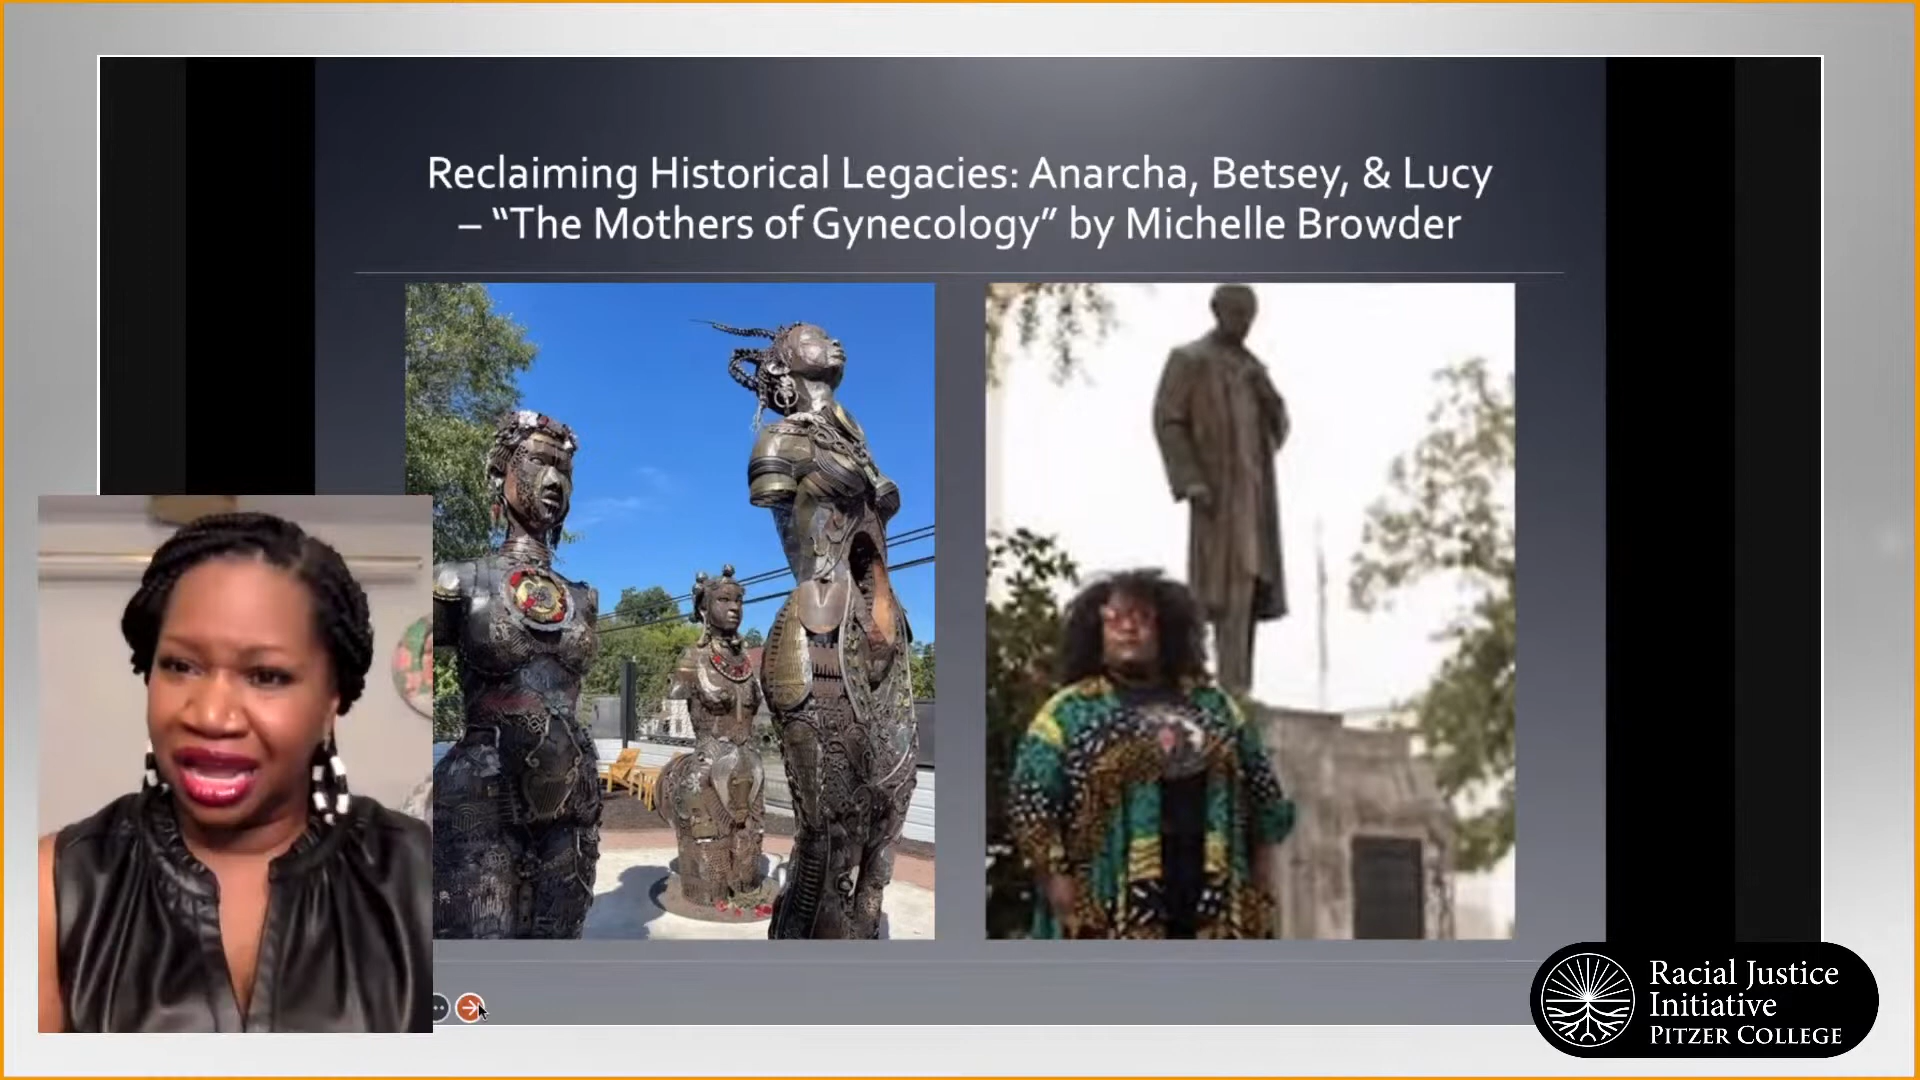 Reclaiming Historical Legacies: Anarcha, Betsey, & Lucy
– “The Mothers of Gynecology” by Michelle Browder
Racial Justice
Initiative
PITZER COLLEGE